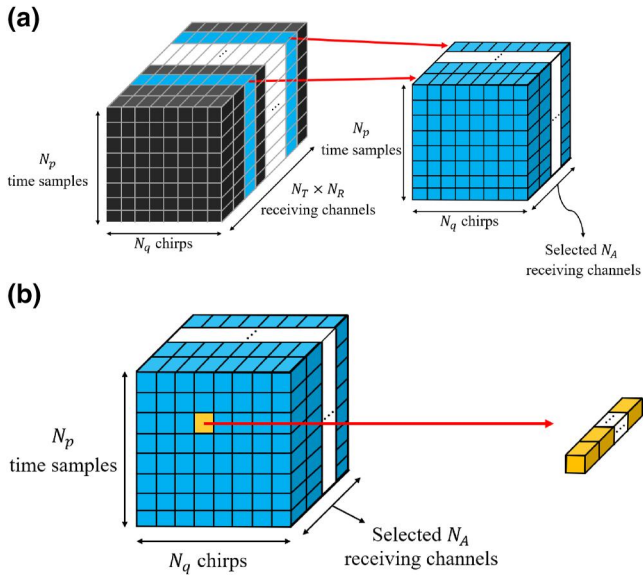 (a)
N_p
time samples
N_q chirps
N_T × N_R
receiving channels
N_p
time samples
N_q chirps
Selected N_A
receiving channels
(b)
N_p
time samples
N_q chirps
Selected N_A
receiving channels